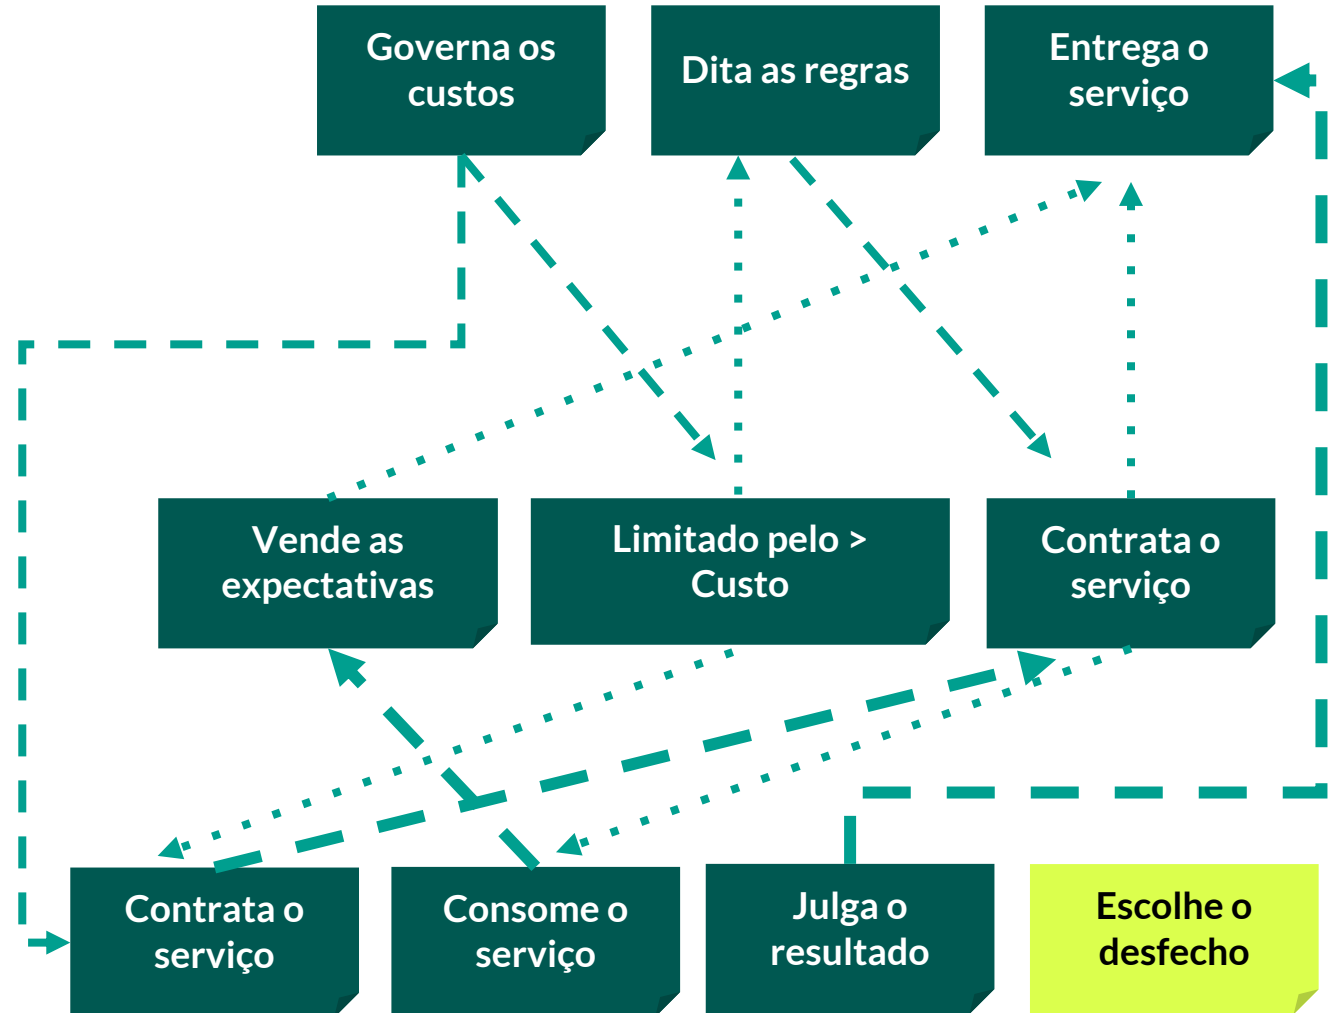 Governa os
custos
Dita as regras
Entrega o
serviço
Vende as
expectativas
Limitado pelo >
Custo
Contrata o
serviço
Contrata o
serviço
Consome o
serviço
Julga o
resultado
Escolhe o
desfecho